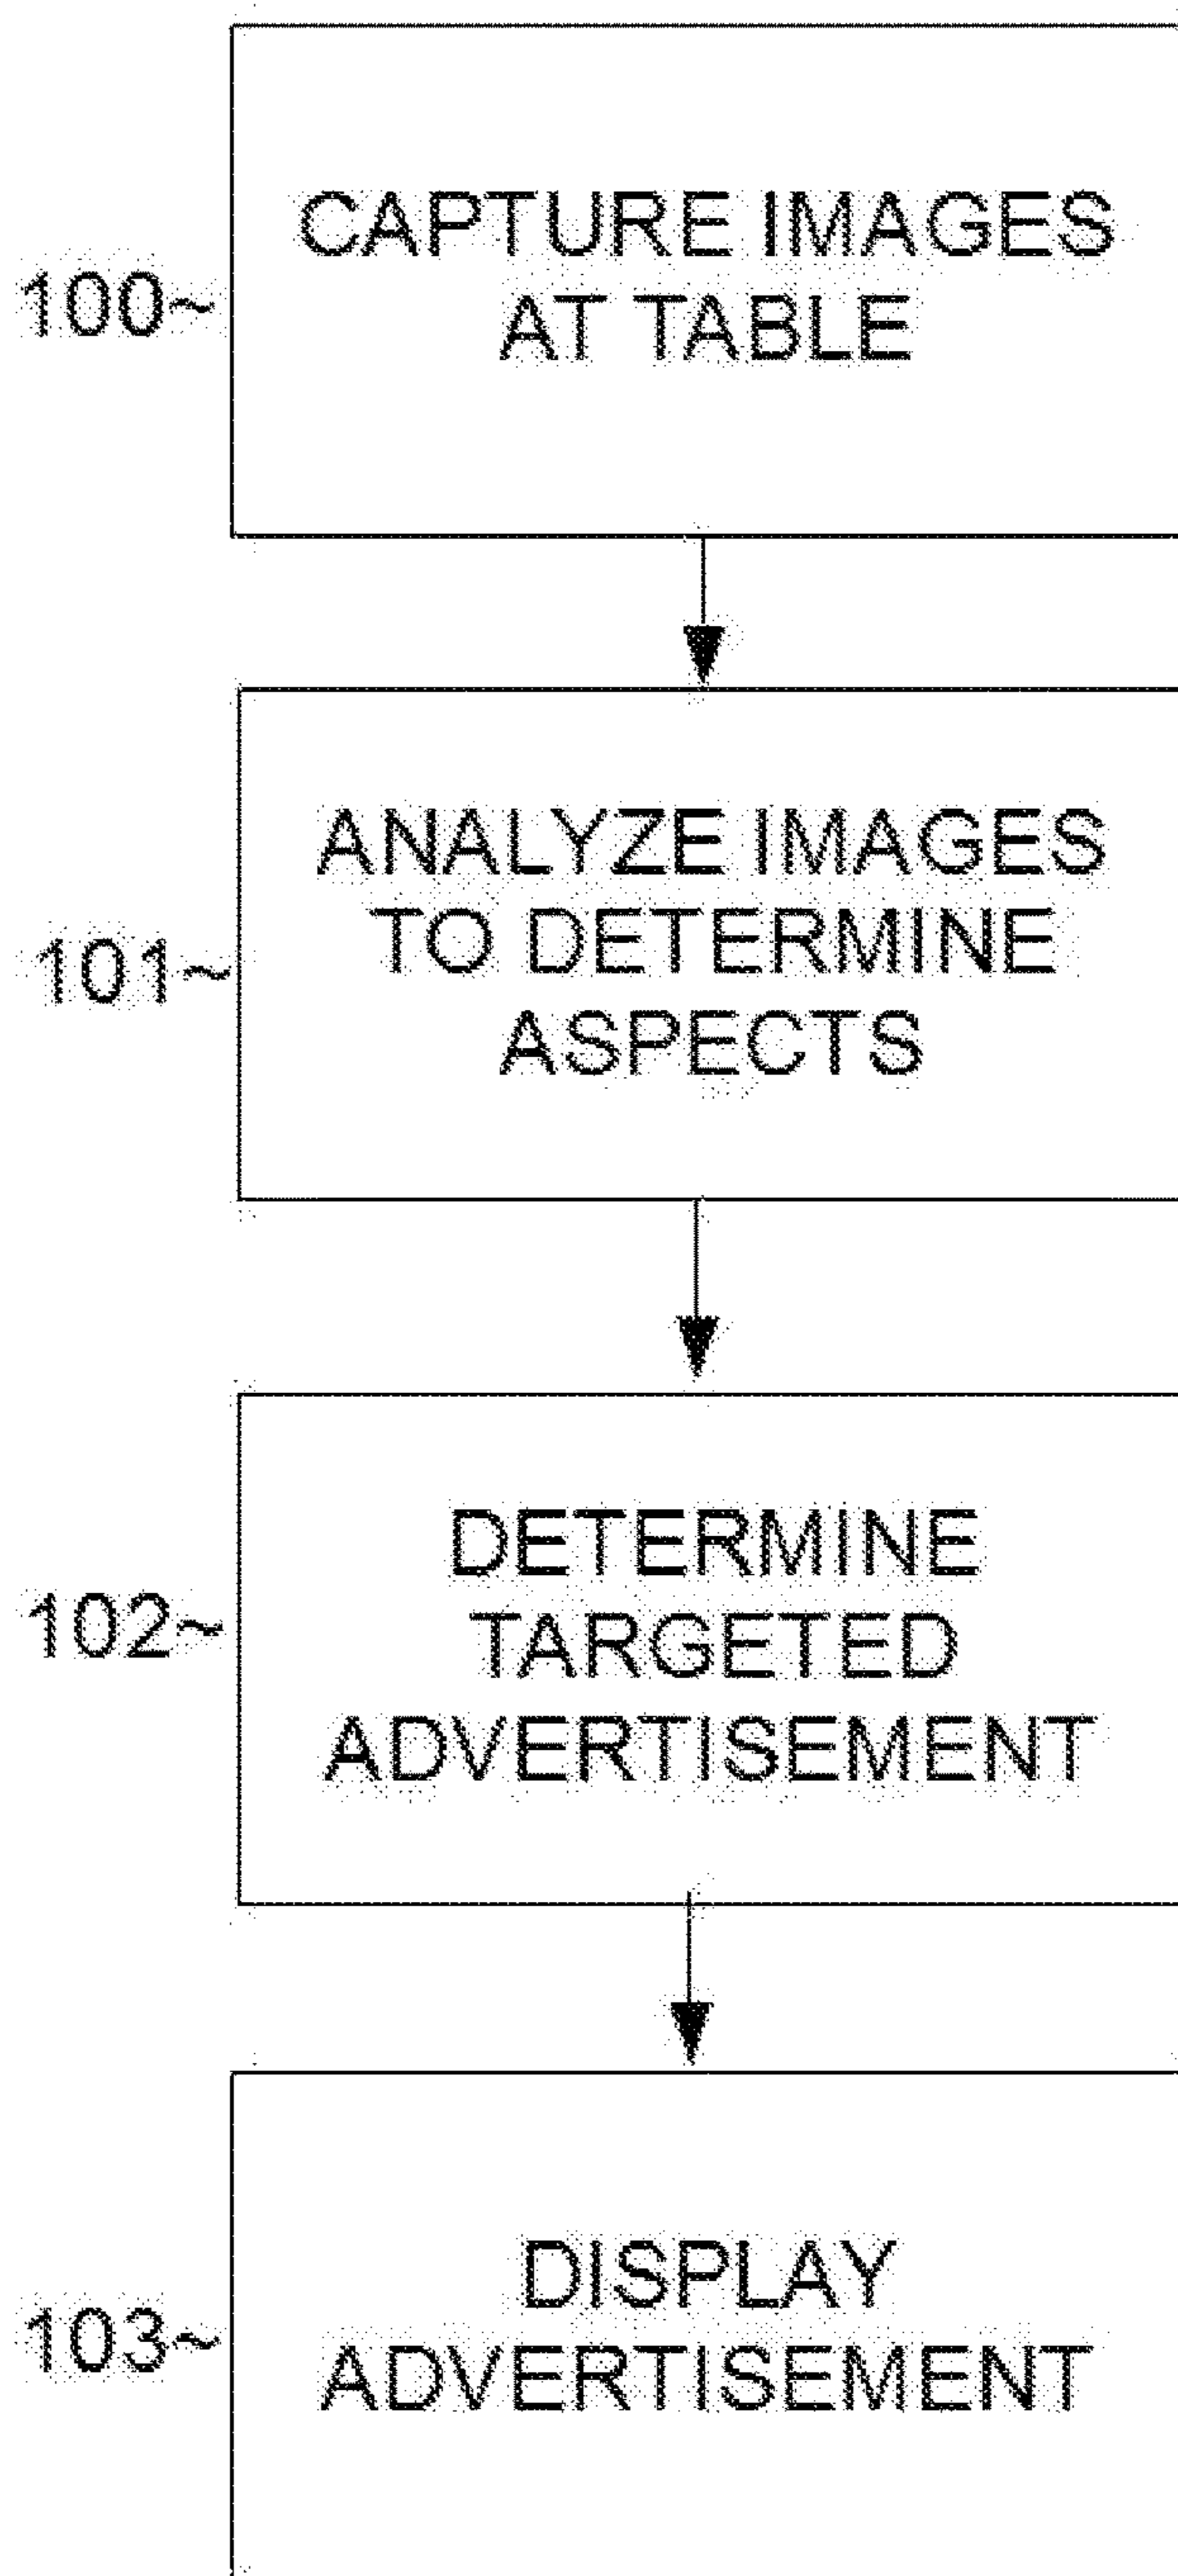 CAPTURE IMAGES
AT TABLE
100~
ANALYZE IMAGES
TO DETERMINE
ASPECTS
101~
DETERMINE
TARGETED
ADVERTISEMENT
102~
DISPLAY
ADVERTISEMENT
103~